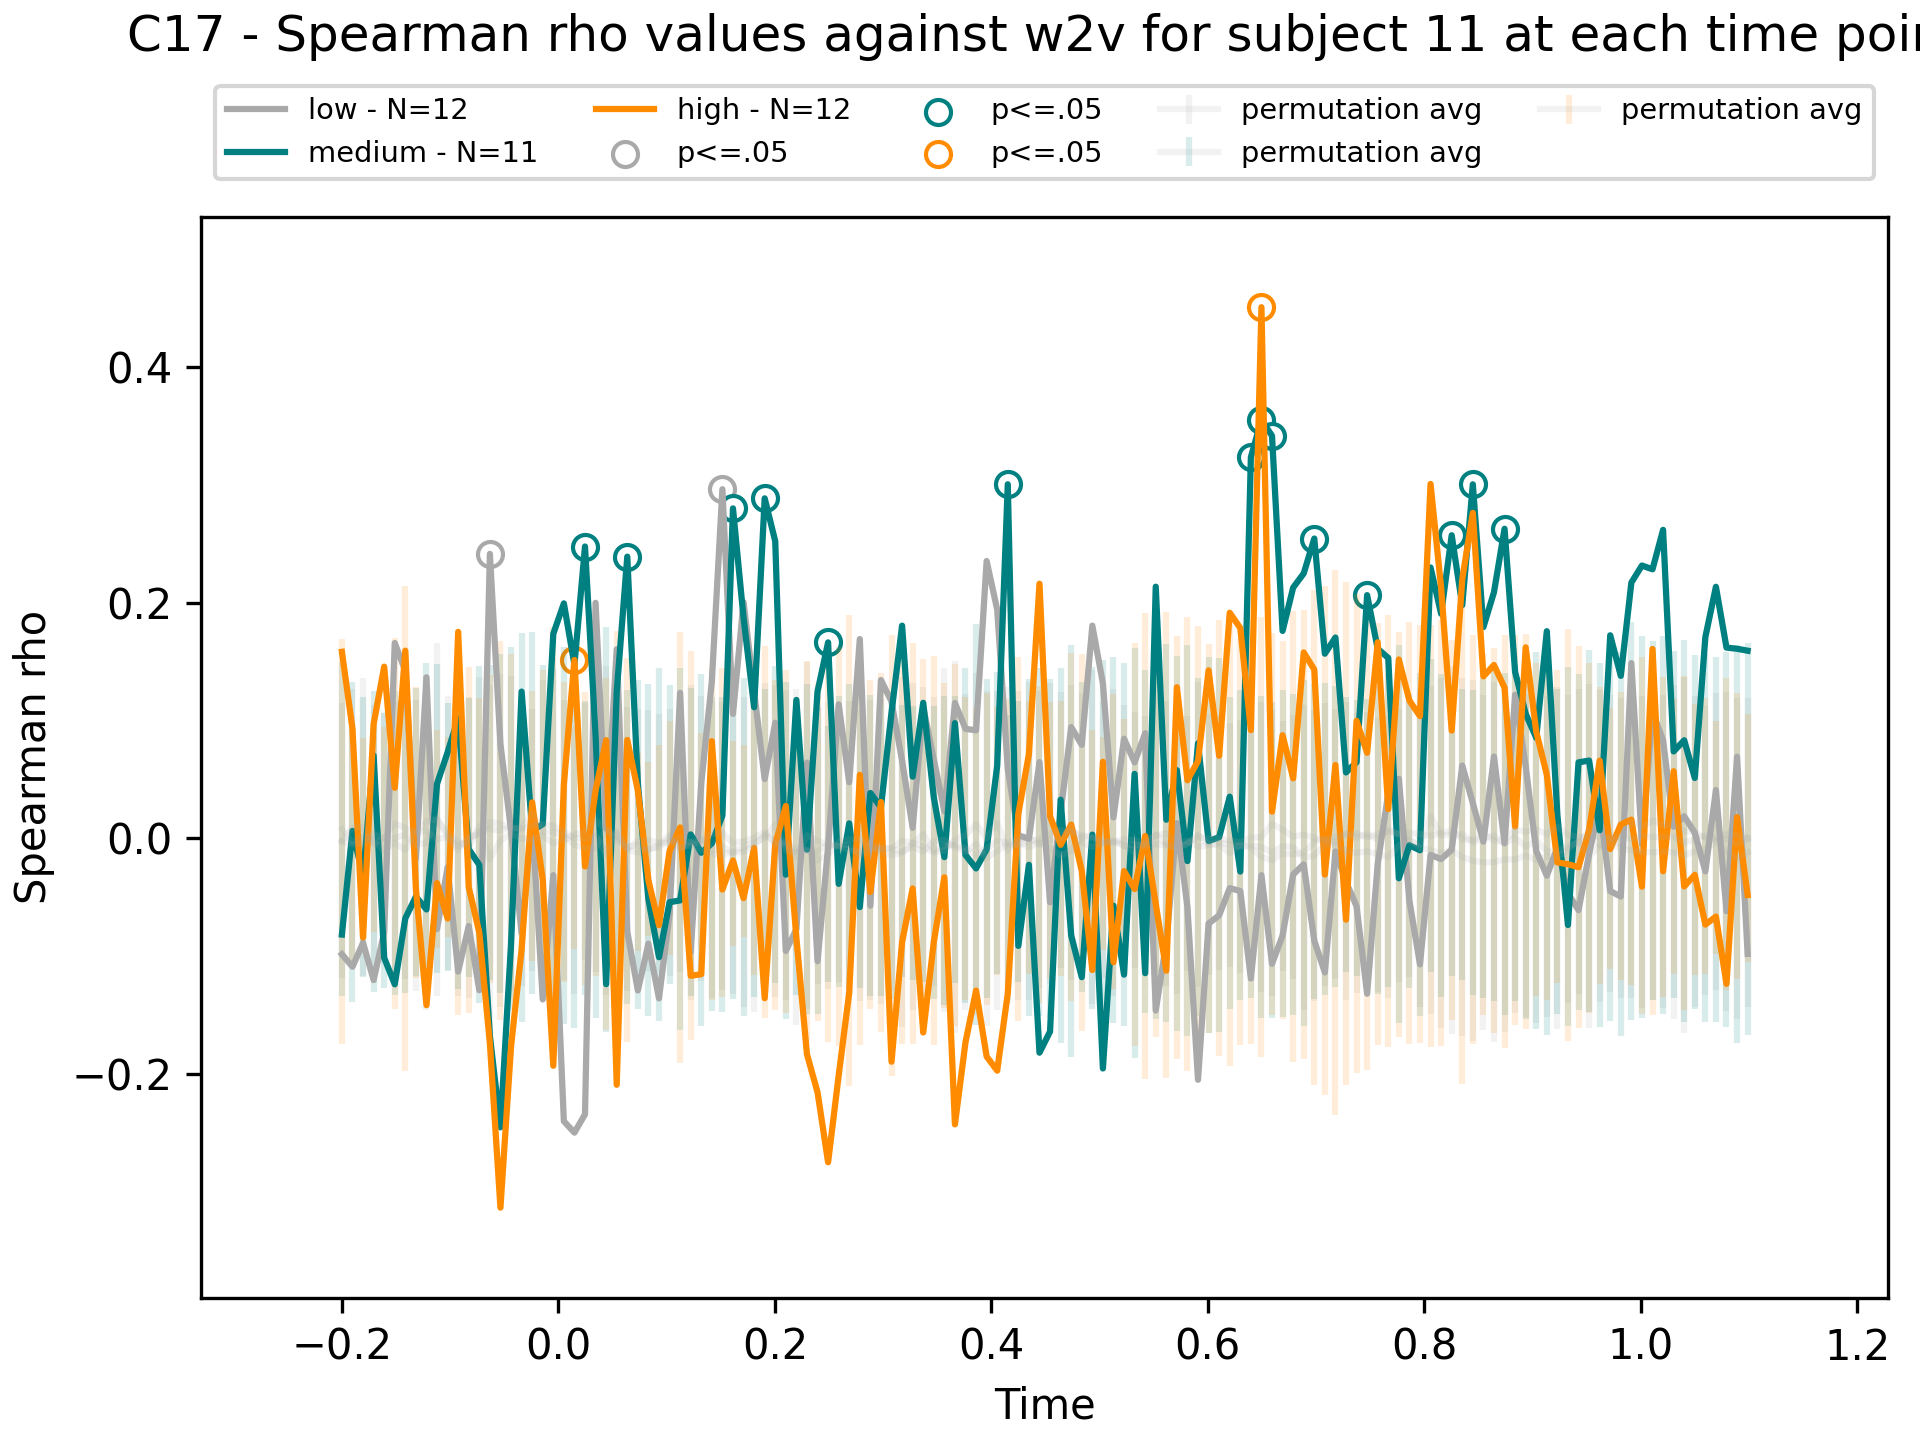 C17 - Spearman rho values against w2v for subject 11 at each time poi
low - N=12
medium - N=11
high - N=12
p<=.05
p<=.05
p<=.05
permutation avg
permutation avg
permutation avg
Spearman rho
0.4
0.2
0.0
−0.2
−0.2
0.0
0.2
0.4
0.6
0.8
1.0
1.2
Time